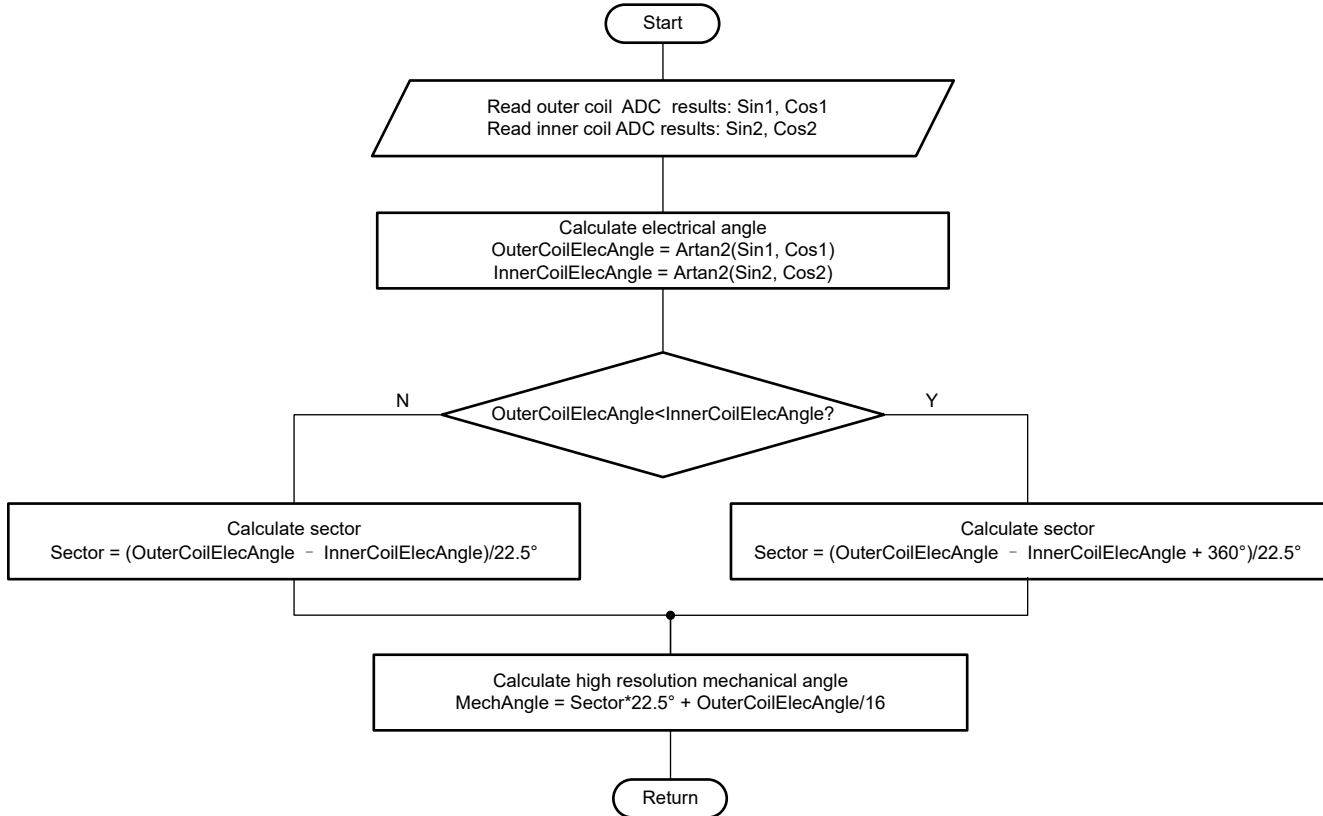 Start
Read outer coil ADC results: Sin1, Cos1
Read inner coil ADC results: Sin2, Cos2
Calculate electrical angle
OuterCoilElecAngle = Artan2(Sin1, Cos1)
InnerCoilElecAngle = Artan2(Sin2, Cos2)
N
OuterCoilElecAngle<InnerCoilElecAngle?
Y
Calculate sector
Sector = (OuterCoilElecAngle – InnerCoilElecAngle)/22.5°
Calculate sector
Sector = (OuterCoilElecAngle – InnerCoilElecAngle + 360°)/22.5°
Calculate high resolution mechanical angle
MechAngle = Sector*22.5° + OuterCoilElecAngle/16
Return